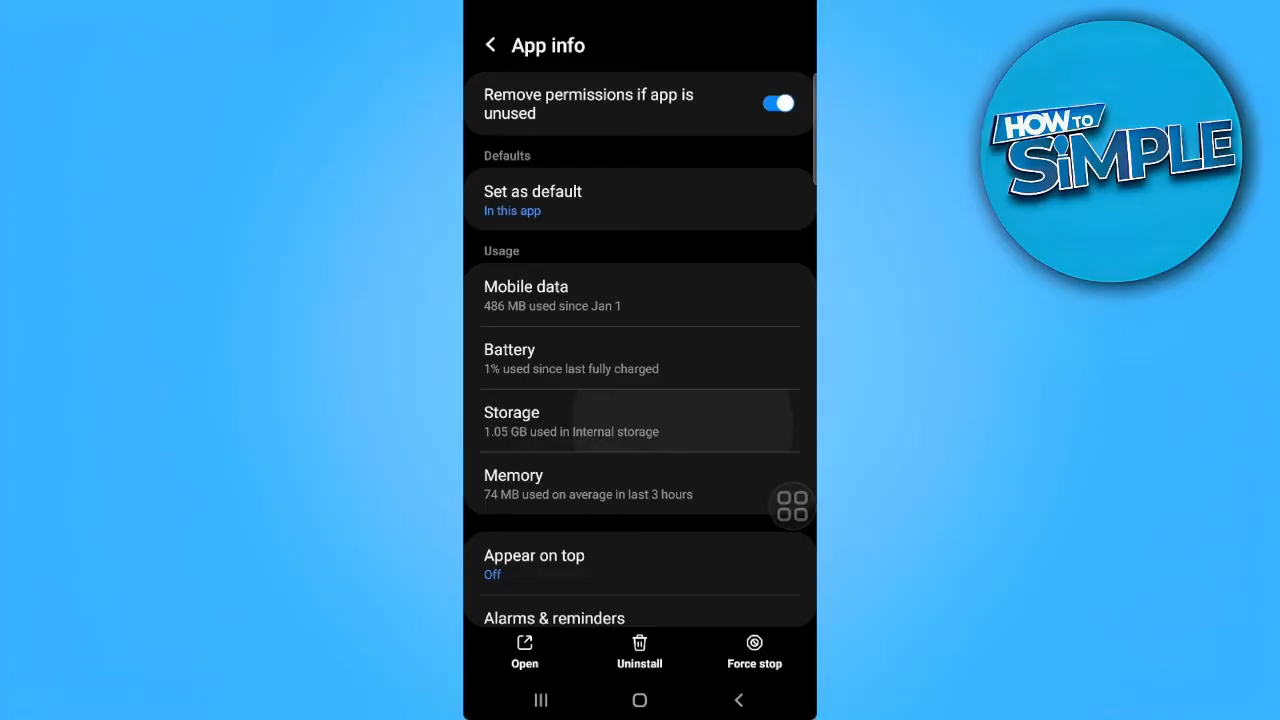 App info
Remove permissions if app is
unused
Defaults
Set as default
In this app
Usage
Mobile data
486 MB used since Jan 1
Battery
1% used since last fully charged
Storage
1.05 GB used in Internal storage
Memory
74 MB used on average in last 3 hours
Appear on top
Off
Alarms & reminders
Open
Uninstall
Force stop
HOW TO
SiMPLE